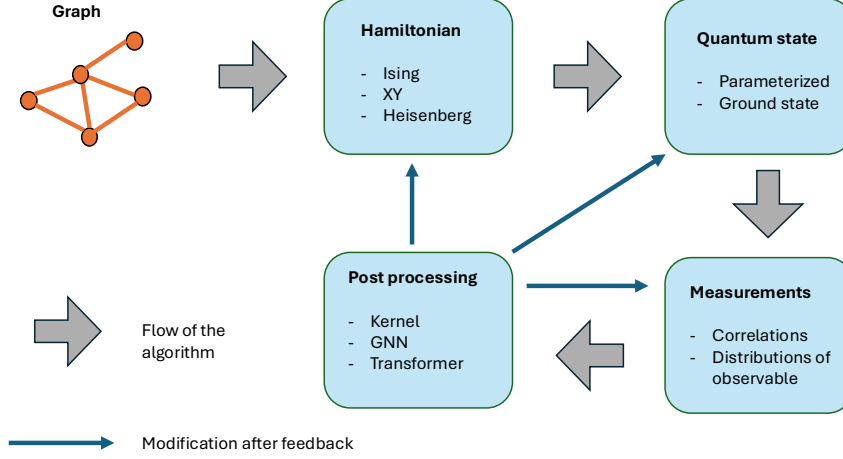 Graph
Hamiltonian
- Ising
- XY
- Heisenberg
Quantum state
- Parameterized
- Ground state
Post processing
- Kernel
- GNN
- Transformer
Measurements
- Correlations
- Distributions of
observable
Flow of the
algorithm
Modification after feedback